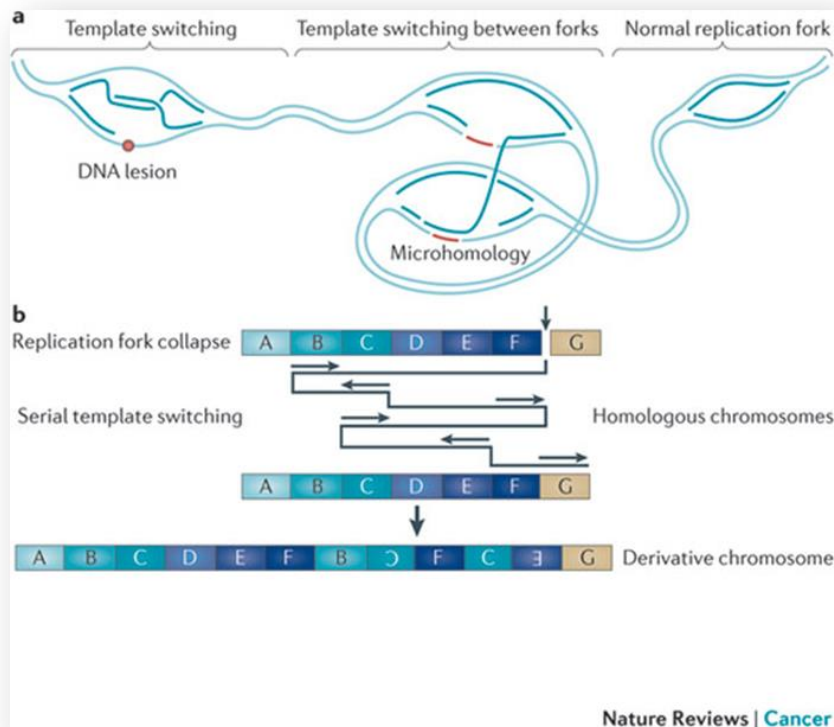 a
Template switching
Template switching between forks
Normal replication fork
DNA lesion
Microhomology
b
Replication fork collapse
A B C D E F G
Serial template switching
Homologous chromosomes
A B C D E F G
A B C D E F B C F C E G
Derivative chromosome
Nature Reviews | Cancer